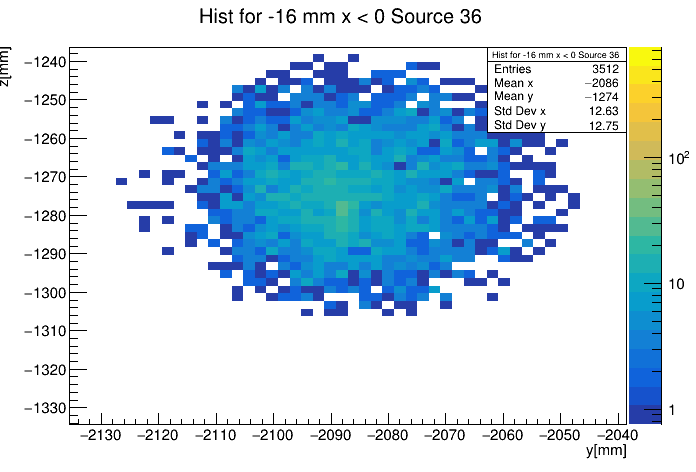 Hist for -16 mm x < 0 Source 36
z[mm]
Hist for -16 mm x < 0 Source 36
Entries 3512
Mean x −2086
Mean y −1274
Std Dev x 12.63
Std Dev y 12.75
−1240
−1250
−1260
−1270
−1280
−1290
−1300
−1310
−1320
−1330
10²
10
1
−2130 −2120 −2110 −2100 −2090 −2080 −2070 −2060 −2050 −2040
y[mm]